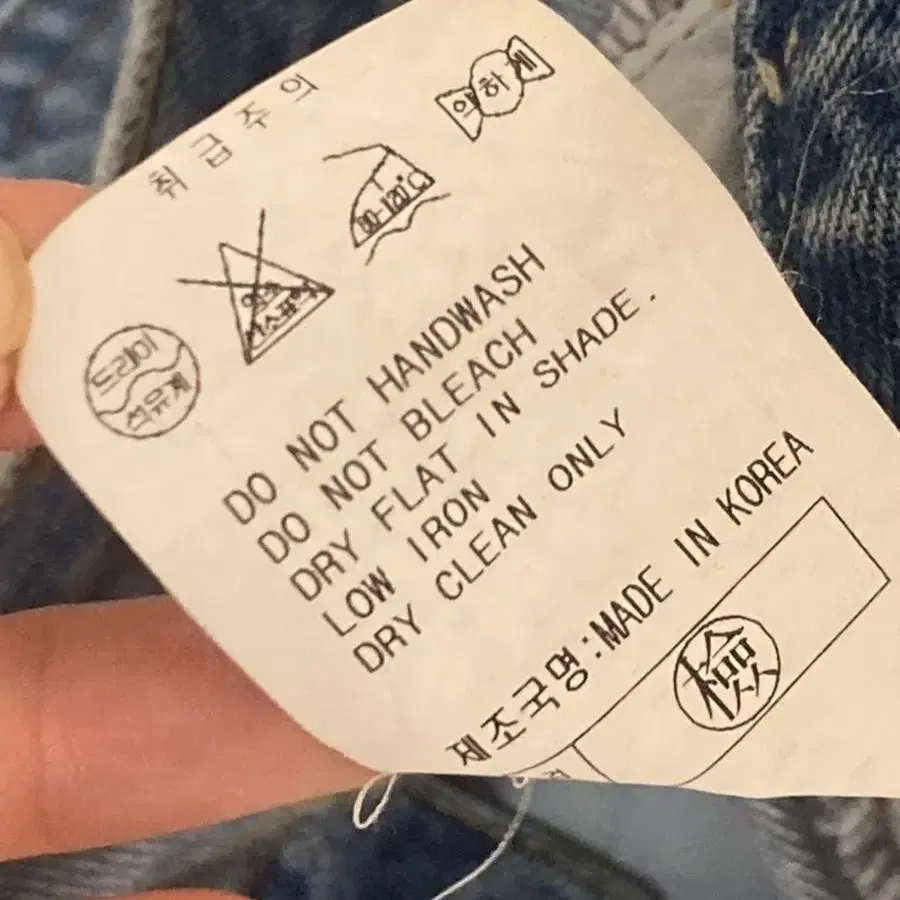 취급주의
드라이
석유계
염소
80-120°C
약하게
DO NOT HANDWASH
DO NOT BLEACH
DRY FLAT IN SHADE.
LOW IRON
DRY CLEAN ONLY
제조국명:MADE IN KOREA
檢